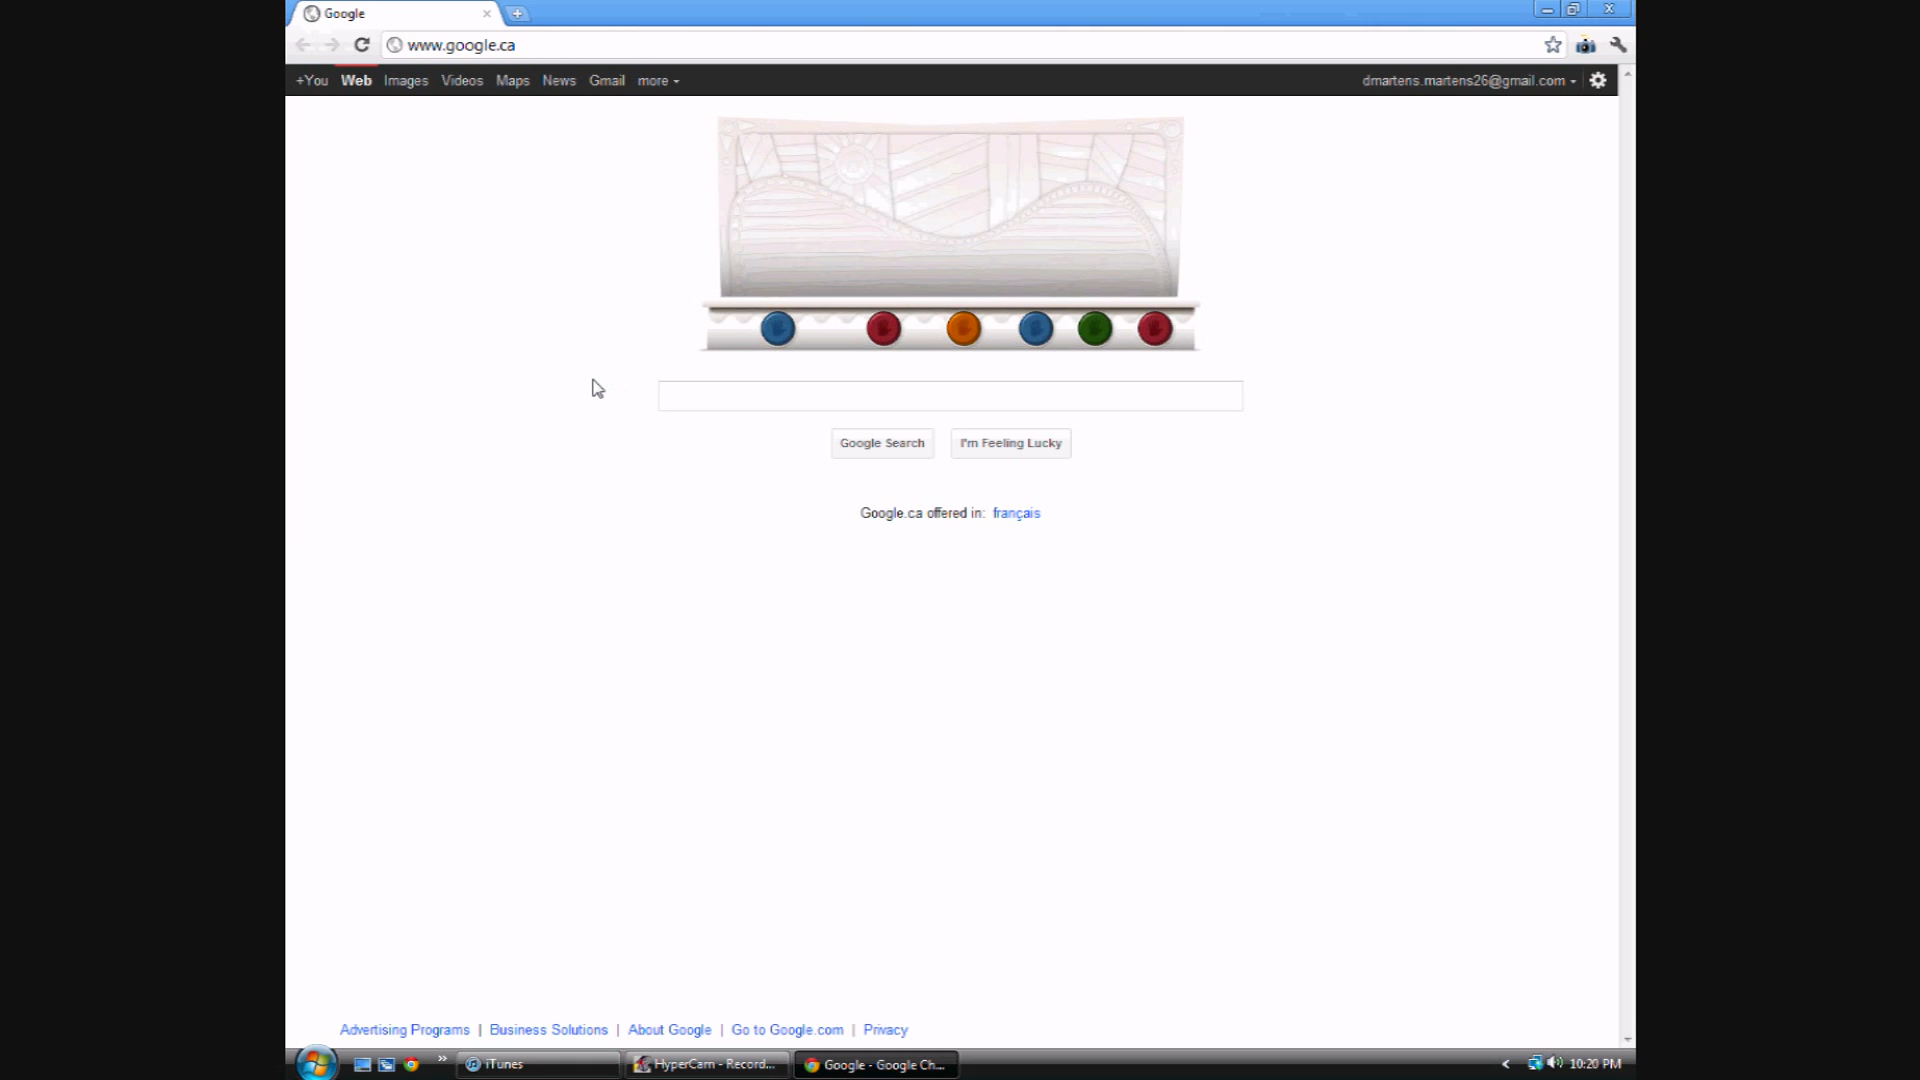 Google
www.google.ca
+You Web Images Videos Maps News Gmail more
dmartens.martens26@gmail.com
Google Search I'm Feeling Lucky
Google.ca offered in: français
Advertising Programs | Business Solutions | About Google | Go to Google.com | Privacy
» iTunes HyperCam - Record... Google - Google Ch... 10:20 PM